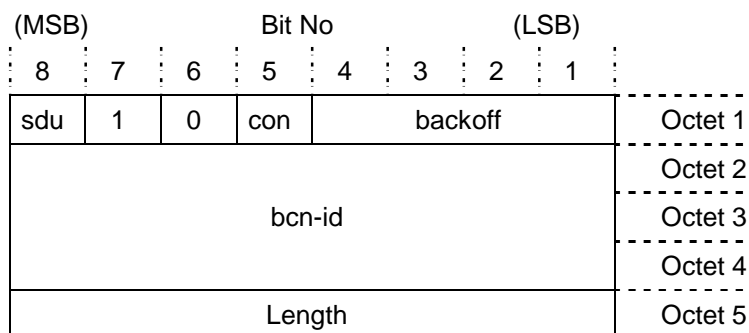 (MSB) Bit No (LSB)
8 7 6 5 4 3 2 1
sdu 1 0 con backoff Octet 1
Octet 2
bcn-id Octet 3
Octet 4
Length Octet 5